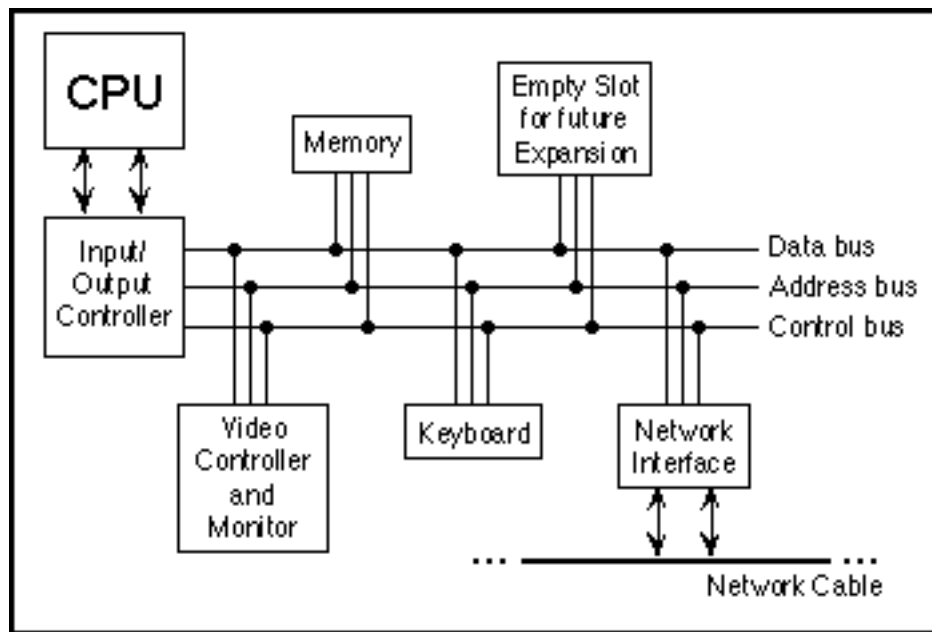 CPU
Memory
Empty Slot
for future
Expansion
Input/
Output
Controller
Data bus
Address bus
Control bus
Video
Controller
and
Monitor
Keyboard
Network
Interface
... ...
Network Cable